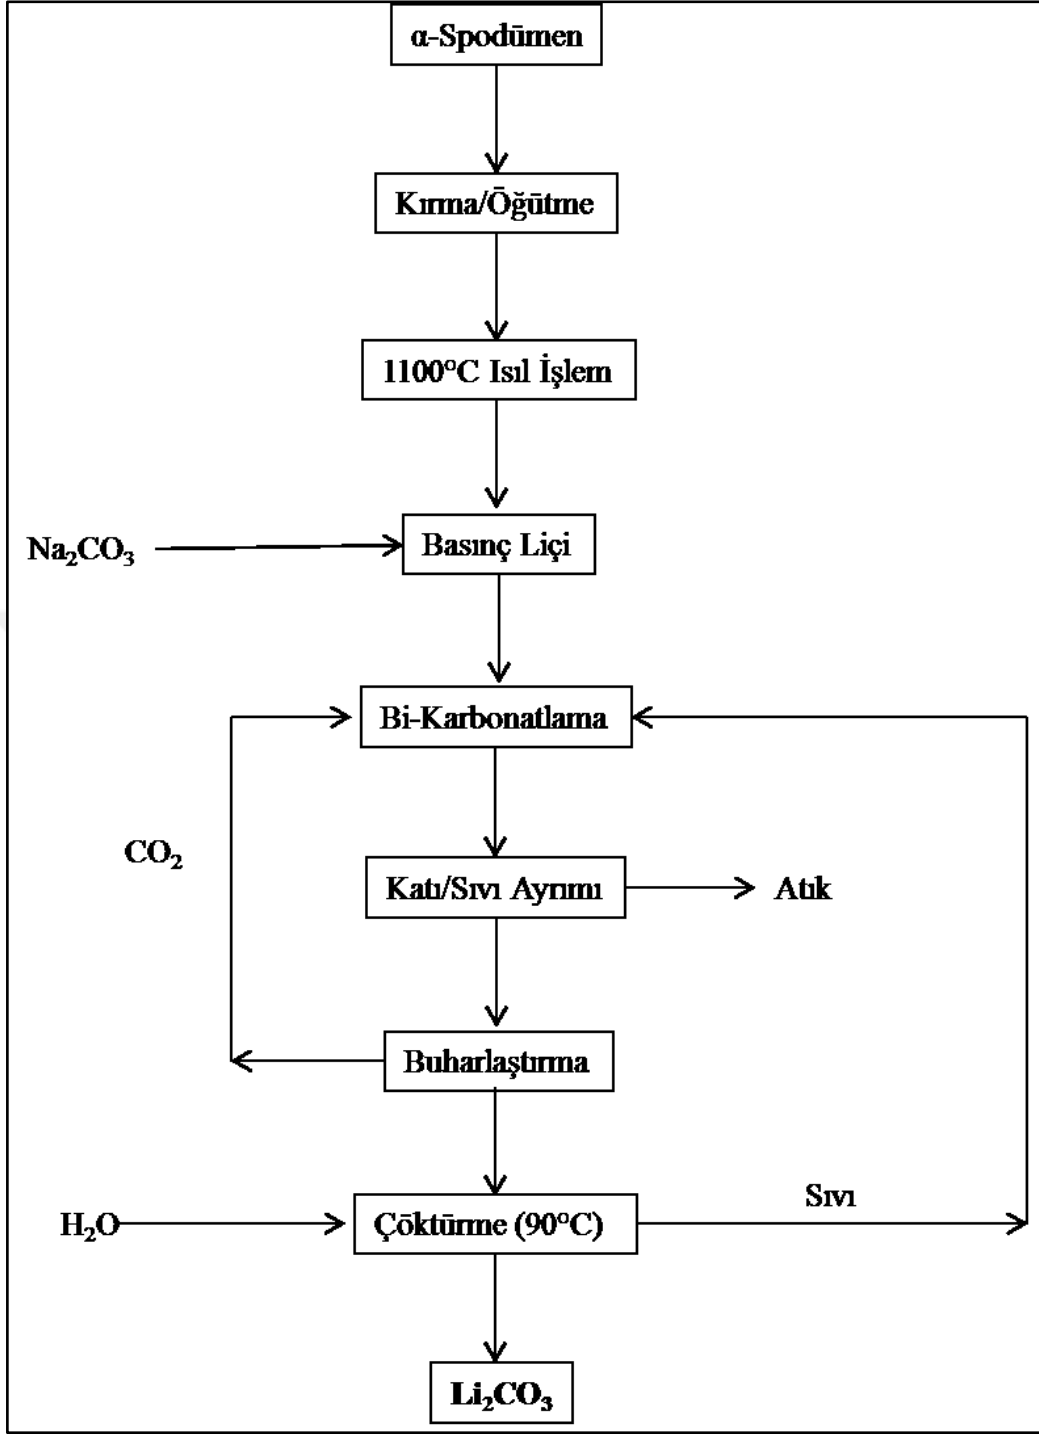 α-Spodümen
Kırma/Öğütme
1100°C Isıl İşlem
Na₂CO₃
Basınç Liçi
Bi-Karbonatlama
CO₂
Katı/Sıvı Ayrımı
Atık
Buharlaştırma
Sıvı
H₂O
Çöktürme (90°C)
Li₂CO₃